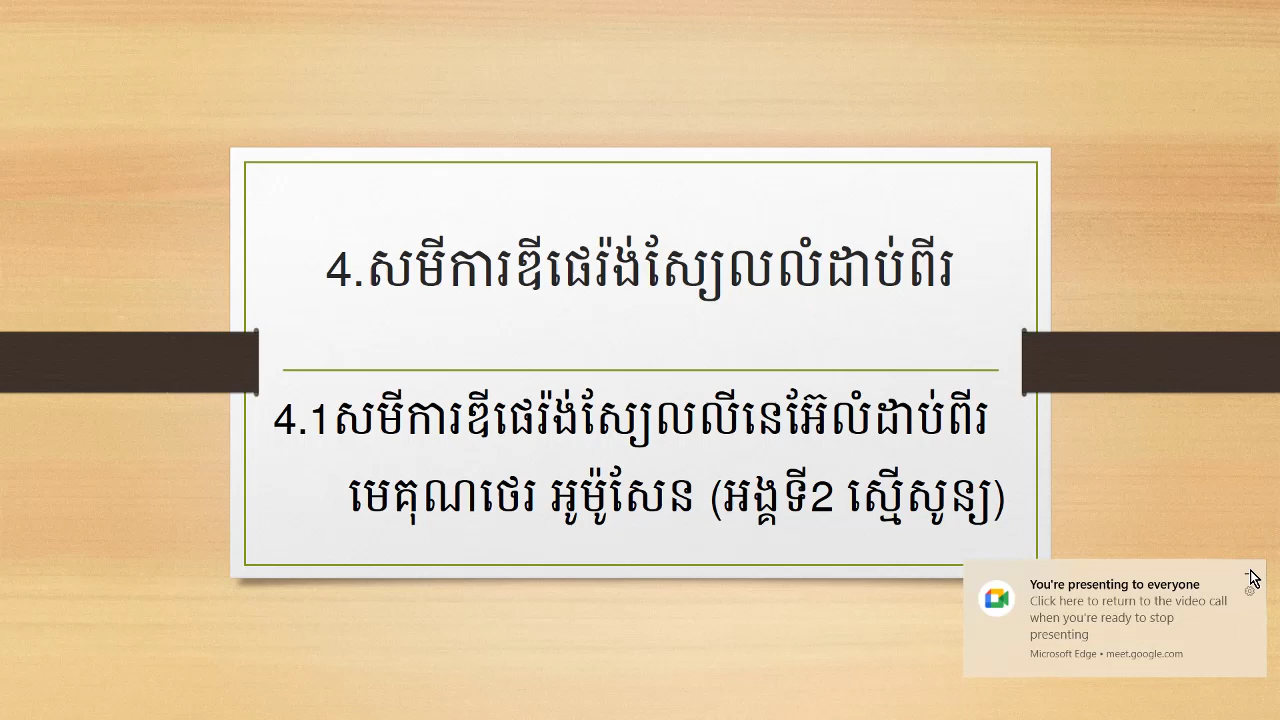 4.សមីការឌីផេរ៉ង់ស្យែលលំដាប់ពីរ
4.1សមីការឌីផេរ៉ង់ស្យែលលីនេអ៊ែលំដាប់ពីរ
មេគុណថេរ អូម៉ូសែន (អង្គទី2 ស្មើសូន្យ)
You're presenting to everyone
Click here to return to the video call
when you're ready to stop
presenting
Microsoft Edge • meet.google.com